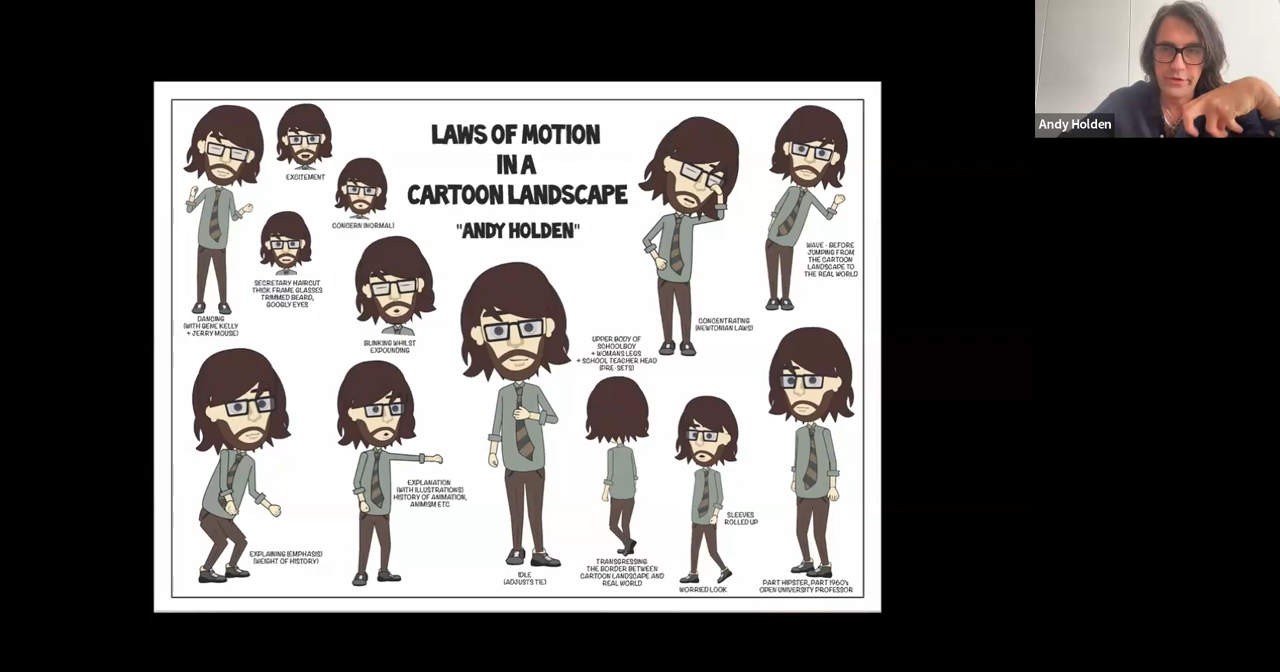 LAWS OF MOTION
IN A
CARTOON LANDSCAPE
"ANDY HOLDEN"
EXCITEMENT
CONCERN (NORMAL)
SECRETARY HAIRCUT
THICK FRAME GLASSES
TRIMMED BEARD,
GOOGLY EYES
DANCING
(WITH GENE KELLY
+ JERRY MOUSE)
BLINKING WHILST
EXPOUNDING
UPPER BODY OF
SCHOOLBOY
+ WOMANS LEGS
+ SCHOOL TEACHER HEAD
(PRE-SETS)
CONCENTRATING
(NEWTONIAN LAWS)
WAVE - BEFORE
JUMPING FROM
THE CARTOON
LANDSCAPE TO
THE REAL WORLD
EXPLAINING (EMPHASIS)
(WEIGHT OF HISTORY)
EXPLANATION
(WITH ILLUSTRATIONS)
HISTORY OF ANIMATION,
ANIMISM ETC
IDLE
(ADJUSTS TIE)
TRANSGRESSING
THE BORDER BETWEEN
CARTOON LANDSCAPE AND
REAL WORLD
SLEEVES
ROLLED UP
WORRIED LOOK
PART HIPSTER, PART 1960's
OPEN UNIVERSITY PROFESSOR
Andy Holden